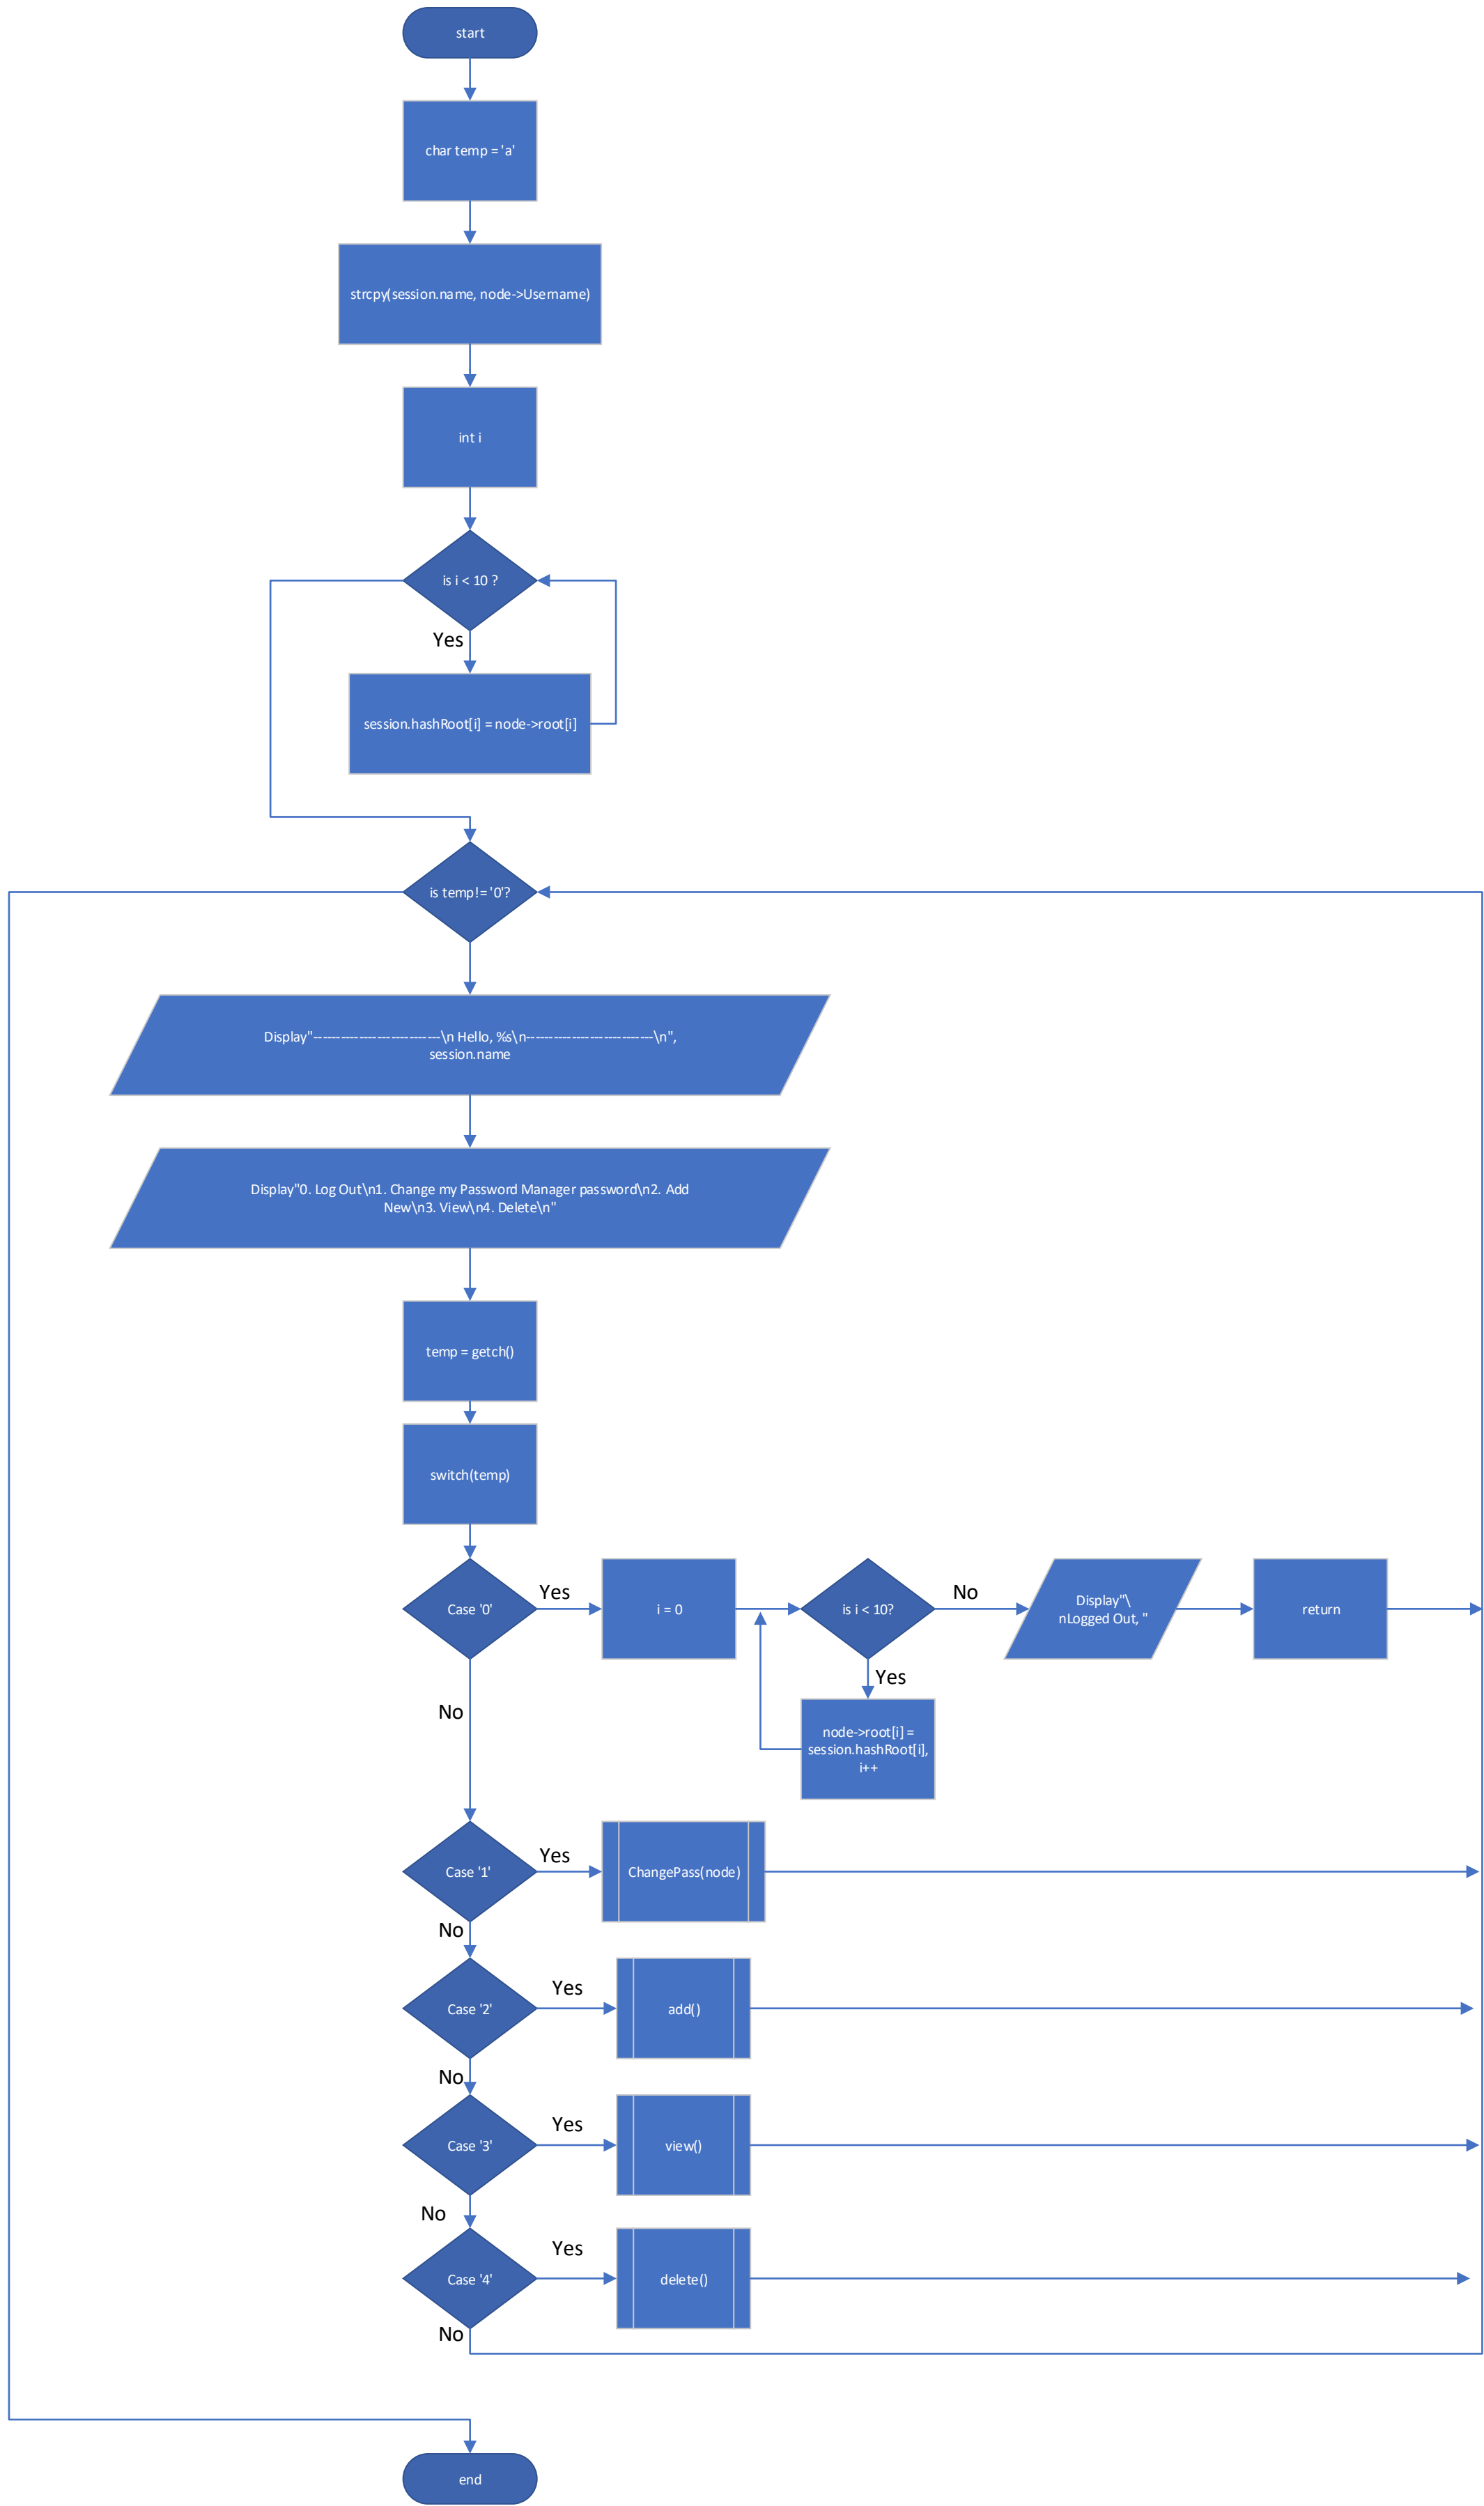 start
char temp = 'a'
strcpy(session.name, node->Username)
int i
is i < 10 ?
Yes
session.hashRoot[i] = node->root[i]
is temp!= '0'?
Display"----------------------------\n Hello, %s\n----------------------------\n",
session.name
Display"0. Log Out\n1. Change my Password Manager password\n2. Add
New\n3. View\n4. Delete\n"
temp = getch()
switch(temp)
Case '0'
Yes
i = 0
is i < 10?
No
Display"\
nLogged Out, "
return
Yes
node->root[i] =
session.hashRoot[i],
i++
No
Case '1'
Yes
ChangePass(node)
No
Case '2'
Yes
add()
No
Case '3'
Yes
view()
No
Case '4'
Yes
delete()
No
end